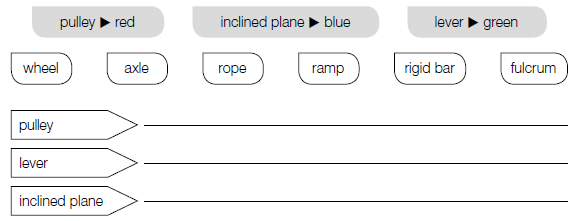 pulley ▶ red inclined plane ▶ blue lever ▶ green
wheel axle rope ramp rigid bar fulcrum
pulley
lever
inclined plane